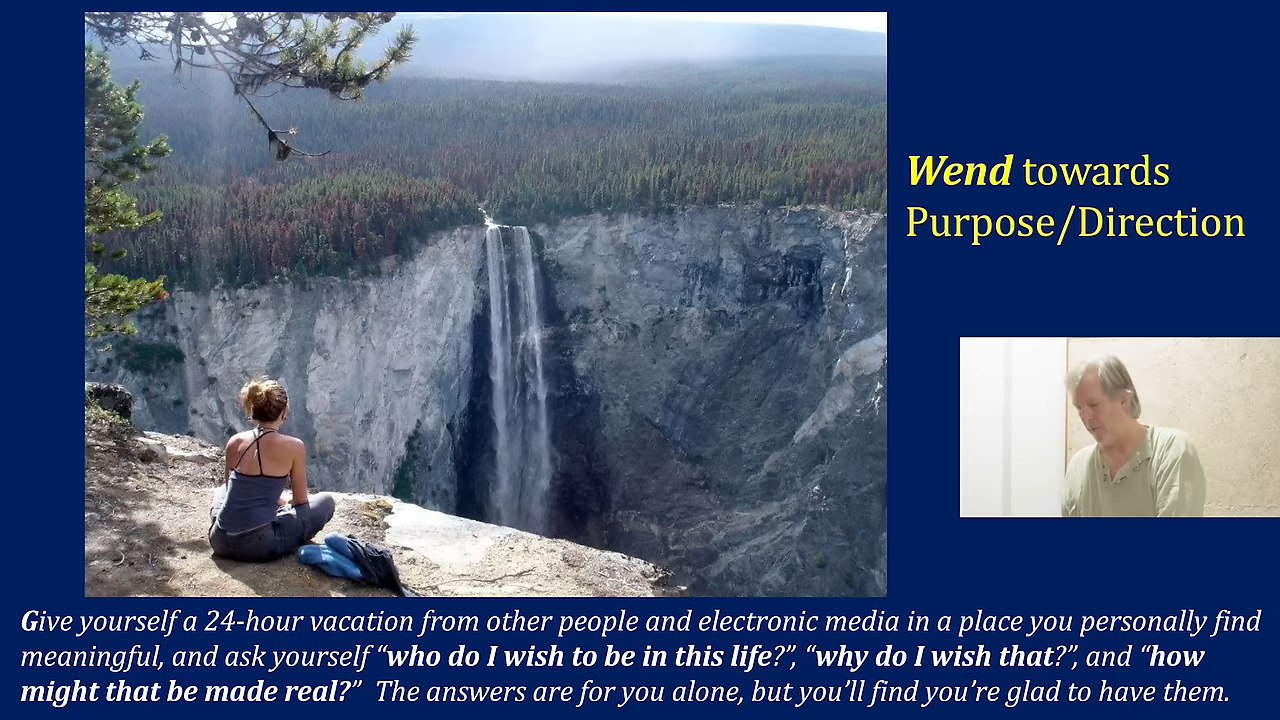 Wend towards
Purpose/Direction
Give yourself a 24-hour vacation from other people and electronic media in a place you personally find
meaningful, and ask yourself “who do I wish to be in this life?”, “why do I wish that?”, and “how
might that be made real?”  The answers are for you alone, but you’ll find you’re glad to have them.